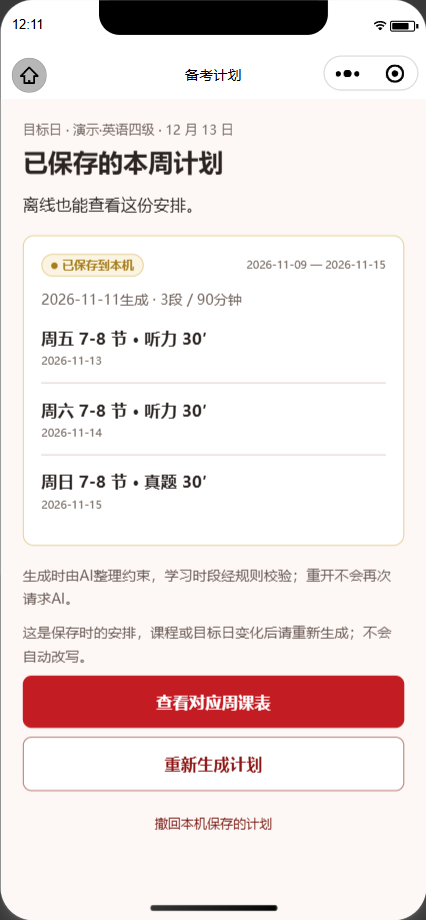 12:11
备考计划
目标日 · 演示·英语四级 · 12 月 13 日
已保存的本周计划
离线也能查看这份安排。
已保存到本机
2026-11-09 — 2026-11-15
2026-11-11生成 · 3段 / 90分钟
周五 7-8 节 • 听力 30′
2026-11-13
周六 7-8 节 • 听力 30′
2026-11-14
周日 7-8 节 • 真题 30′
2026-11-15
生成时由AI整理约束，学习时段经规则校验；重开不会再次
请求AI。
这是保存时的安排，课程或目标日变化后请重新生成；不会
自动改写。
查看对应周课表
重新生成计划
撤回本机保存的计划